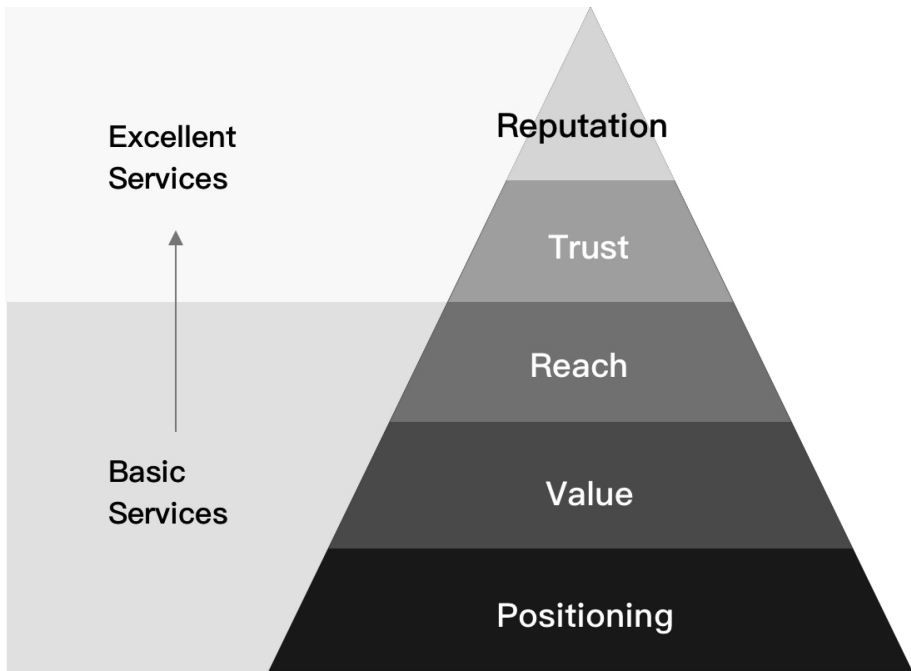 Excellent
Services
Basic
Services
Reputation
Trust
Reach
Value
Positioning